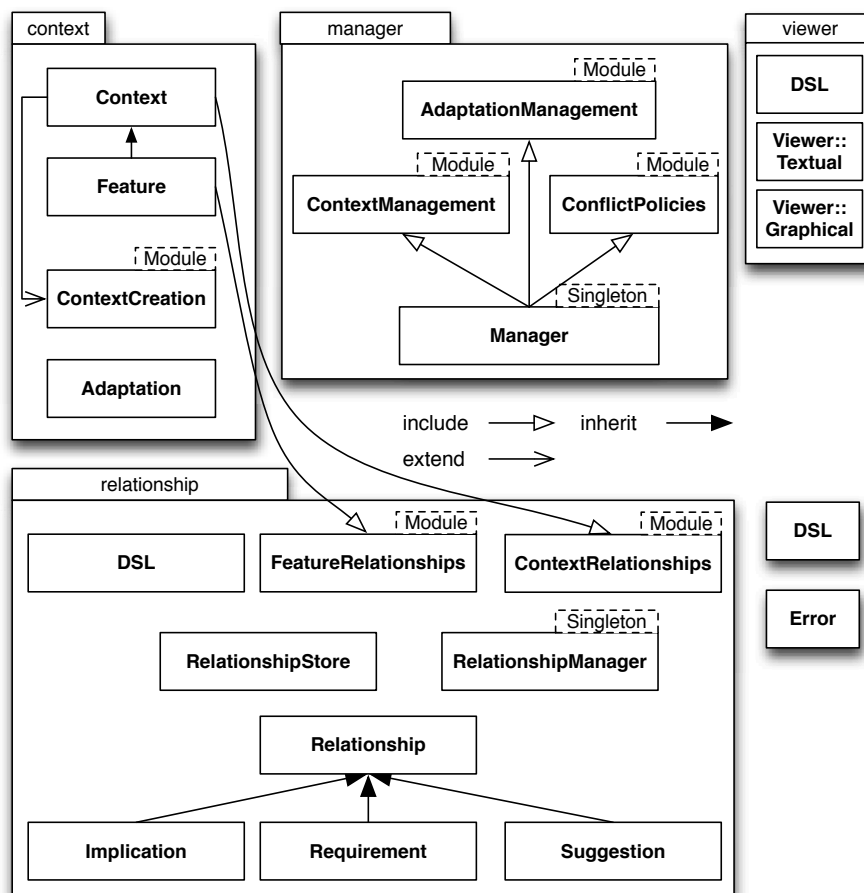 context
Context
Feature
Module
ContextCreation
Adaptation
manager
Module
AdaptationManagement
Module
ContextManagement
Module
ConflictPolicies
Singleton
Manager
viewer
DSL
Viewer::
Textual
Viewer::
Graphical
include
inherit
extend
relationship
DSL
Module
FeatureRelationships
Module
ContextRelationships
RelationshipStore
Singleton
RelationshipManager
Relationship
Implication
Requirement
Suggestion
DSL
Error